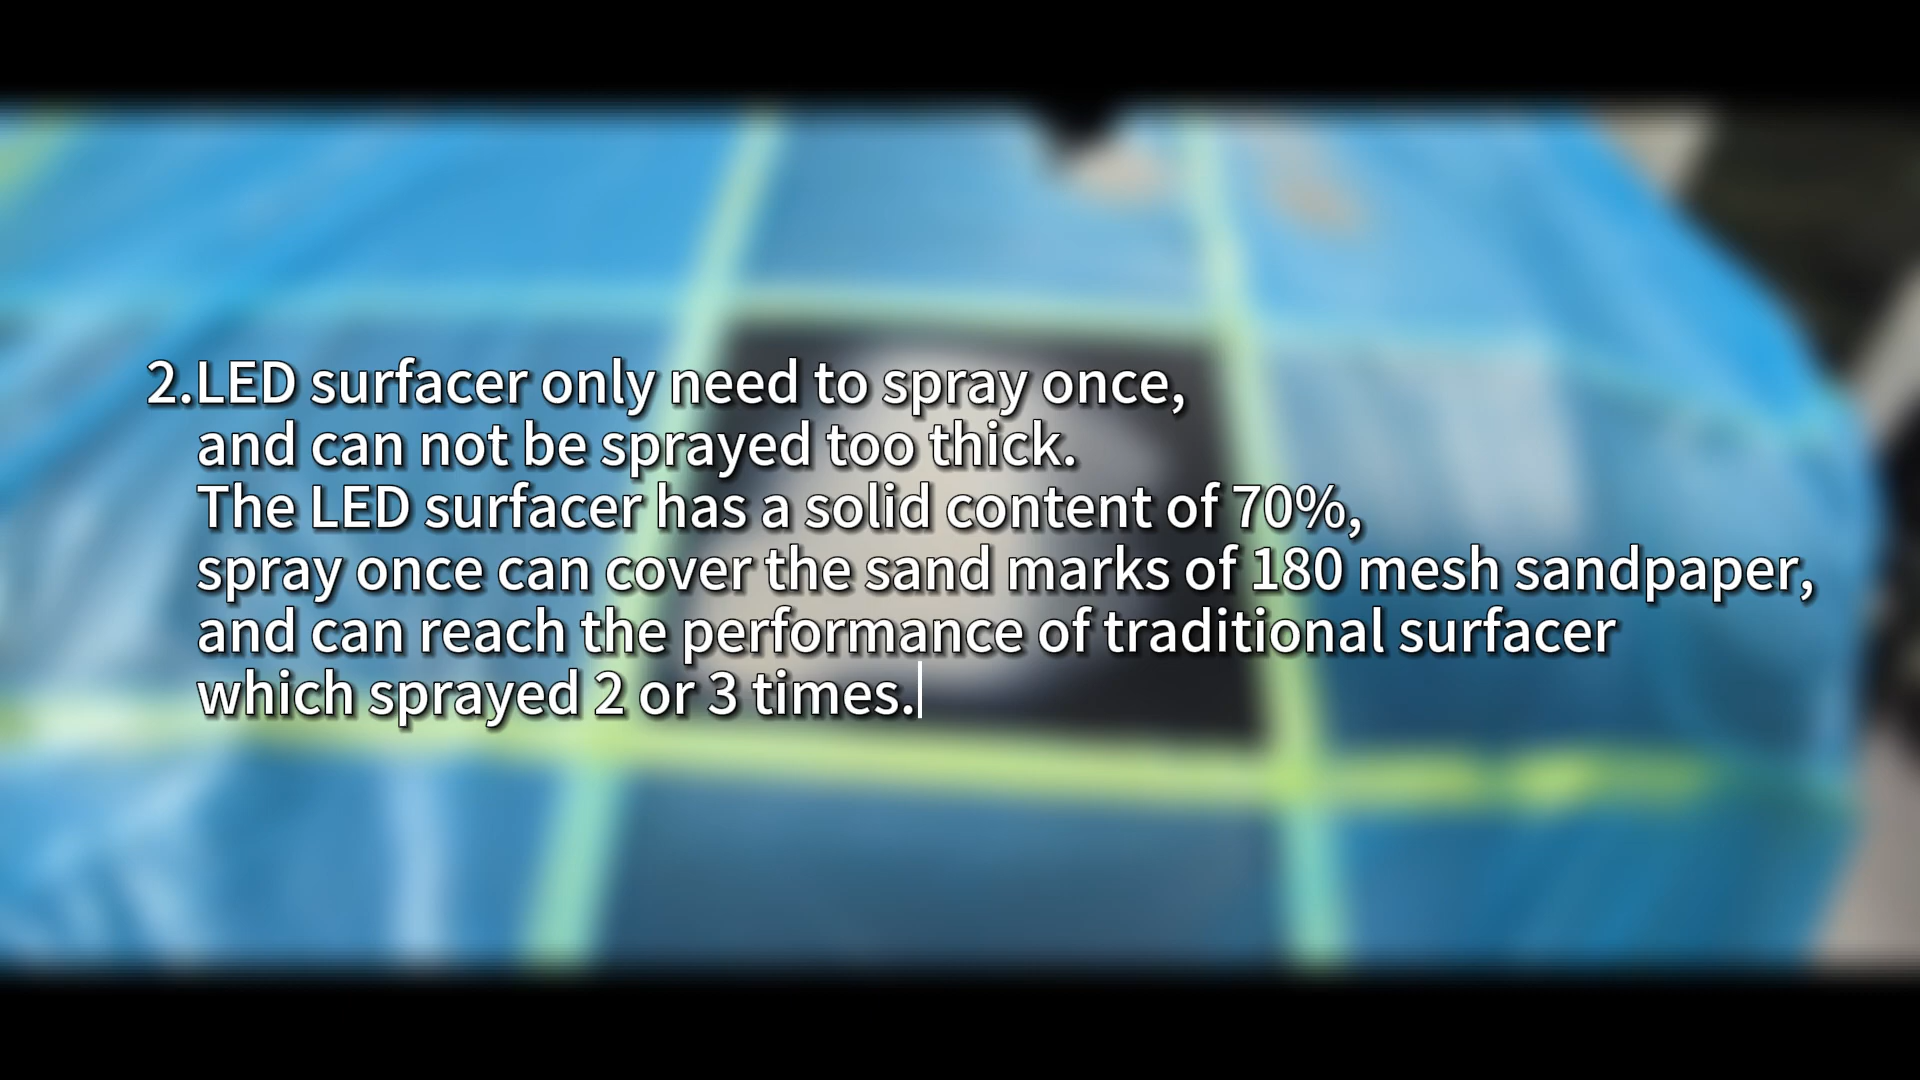 2.LED surfacer only need to spray once,
and can not be sprayed too thick.
The LED surfacer has a solid content of 70%,
spray once can cover the sand marks of 180 mesh sandpaper,
and can reach the performance of traditional surfacer
which sprayed 2 or 3 times.